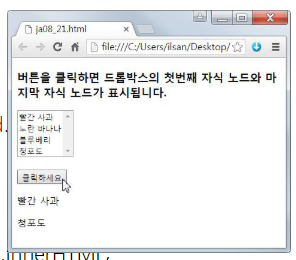 ja08_21.html
file:///C:/Users/ilsan/Desktop/
버튼을 클릭하면 드롭박스의 첫번째 자식 노드와 마
지막 자식 노드가 표시됩니다.
빨간 사과
노란 바나나
블루베리
청포도
클릭하세요
빨간 사과
청포도